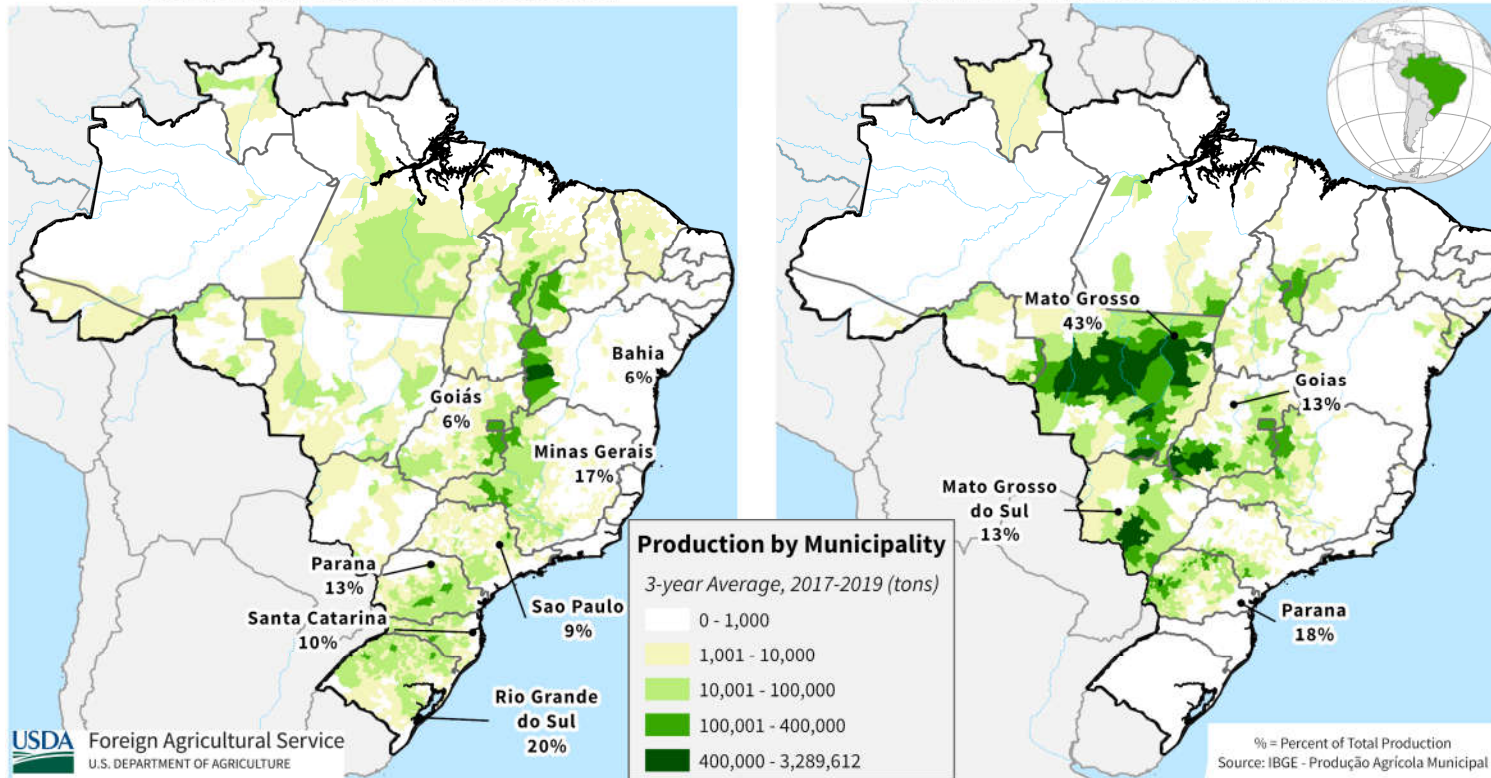 Bahia
6%
Goiás
6%
Minas Gerais
17%
Parana
13%
Santa Catarina
10%
Sao Paulo
9%
Rio Grande
do Sul
20%
USDA
Foreign Agricultural Service
U.S. DEPARTMENT OF AGRICULTURE
Production by Municipality
3-year Average, 2017-2019 (tons)
0 - 1,000
1,001 - 10,000
10,001 - 100,000
100,001 - 400,000
400,000 - 3,289,612
Mato Grosso
43%
Goias
13%
Mato Grosso
do Sul
13%
Parana
18%
% = Percent of Total Production
Source: IBGE - Produção Agrícola Municipal